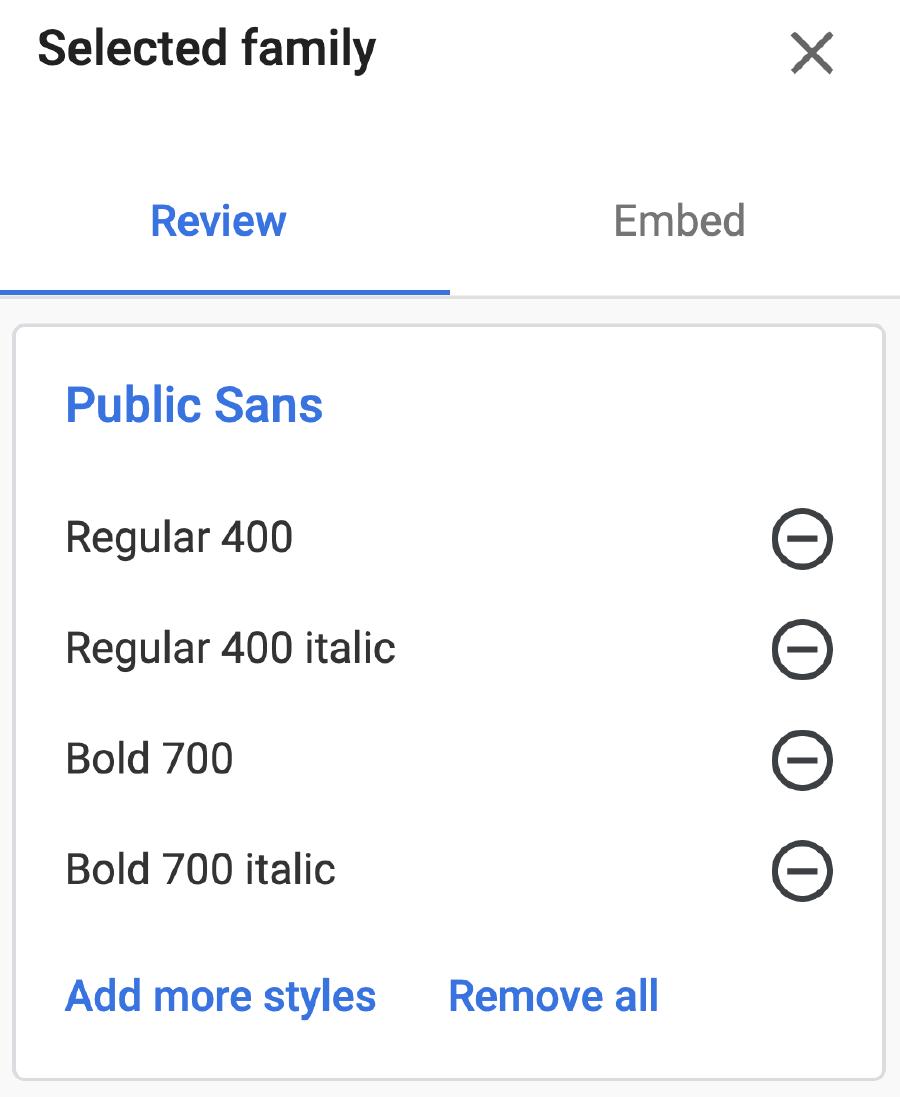 Selected family
Review Embed
Public Sans
Regular 400
Regular 400 italic
Bold 700
Bold 700 italic
Add more styles Remove all